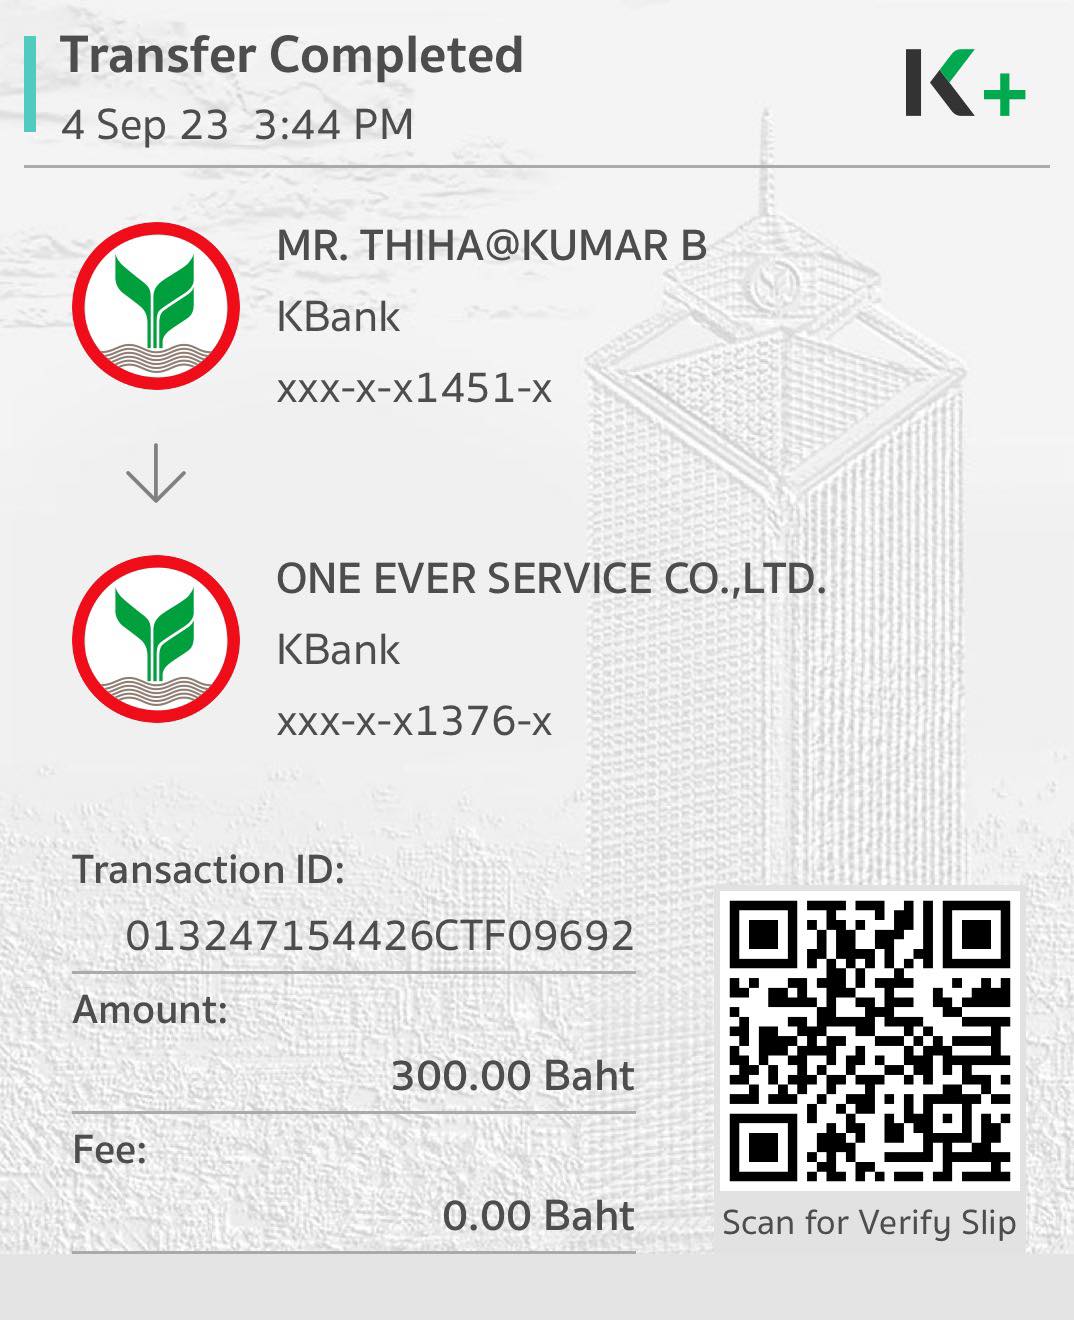 Transfer Completed
4 Sep 23 3:44 PM
K+
MR. THIHA@KUMAR B
KBank
xxx-x-x1451-x
ONE EVER SERVICE CO.,LTD.
KBank
xxx-x-x1376-x
Transaction ID:
013247154426CTF09692
Amount:
300.00 Baht
Fee:
0.00 Baht
Scan for Verify Slip